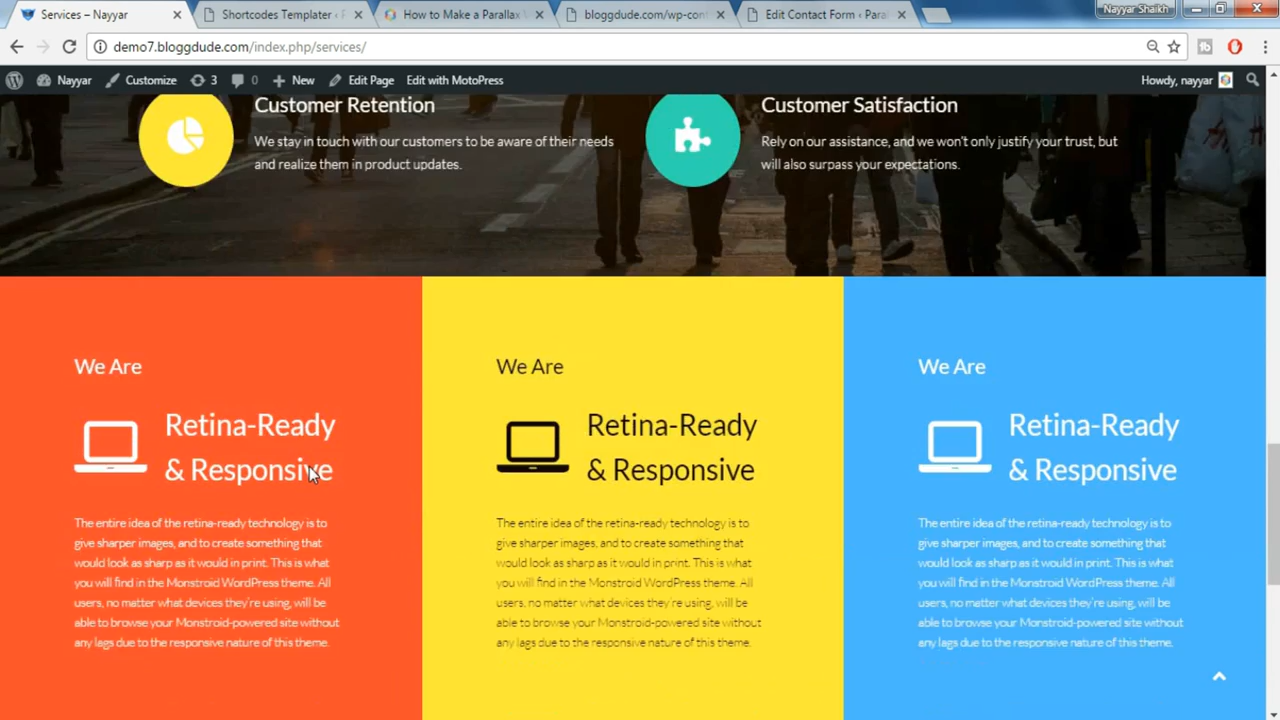 Services – Nayyar
Shortcodes Templater ‹ P
How to Make a Parallax
bloggdude.com/wp-con
Edit Contact Form ‹ Para
Nayyar Shaikh
demo7.bloggdude.com/index.php/services/
Nayyar Customize 3 0 New Edit Page Edit with MotoPress Howdy, nayyar
Customer Retention
We stay in touch with our customers to be aware of their needs
and realize them in product updates.
Customer Satisfaction
Rely on our assistance, and we won't only justify your trust, but
will also surpass your expectations.
We Are
Retina-Ready
& Responsive
The entire idea of the retina-ready technology is to
give sharper images, and to create something that
would look as sharp as it would in print. This is what
you will find in the Monstroid WordPress theme. All
users, no matter what devices they're using, will be
able to browse your Monstroid-powered site without
any lags due to the responsive nature of this theme.
We Are
Retina-Ready
& Responsive
The entire idea of the retina-ready technology is to
give sharper images, and to create something that
would look as sharp as it would in print. This is what
you will find in the Monstroid WordPress theme. All
users, no matter what devices they're using, will be
able to browse your Monstroid-powered site without
any lags due to the responsive nature of this theme.
We Are
Retina-Ready
& Responsive
The entire idea of the retina-ready technology is to
give sharper images, and to create something that
would look as sharp as it would in print. This is what
you will find in the Monstroid WordPress theme. All
users, no matter what devices they're using, will be
able to browse your Monstroid-powered site without
any lags due to the responsive nature of this theme.